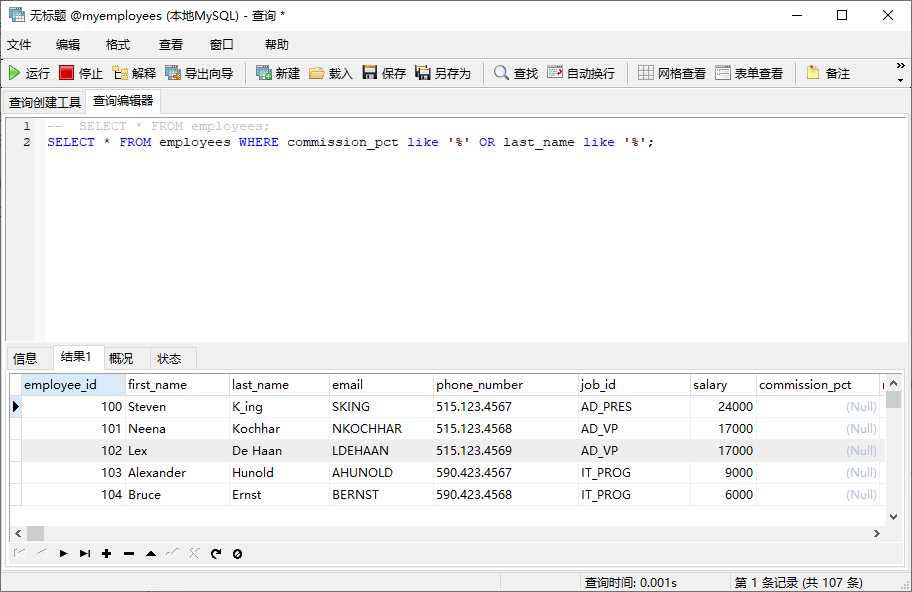 无标题 @myemployees (本地MySQL) - 查询 *
文件 编辑 格式 查看 窗口 帮助
运行 停止 解释 导出向导 新建 载入 保存 另存为 查找 自动换行 网格查看 表单查看 备注
查询创建工具 查询编辑器
1 -- SELECT * FROM employees;
2 SELECT * FROM employees WHERE commission_pct like '%' OR last_name like '%';
信息 结果1 概况 状态
employee_id first_name last_name email phone_number job_id salary commission_pct
100 Steven K_ing SKING 515.123.4567 AD_PRES 24000 (Null)
101 Neena Kochhar NKOCHHAR 515.123.4568 AD_VP 17000 (Null)
102 Lex De Haan LDEHAAN 515.123.4569 AD_VP 17000 (Null)
103 Alexander Hunold AHUNOLD 590.423.4567 IT_PROG 9000 (Null)
104 Bruce Ernst BERNST 590.423.4568 IT_PROG 6000 (Null)
查询时间: 0.001s 第 1 条记录 (共 107 条)